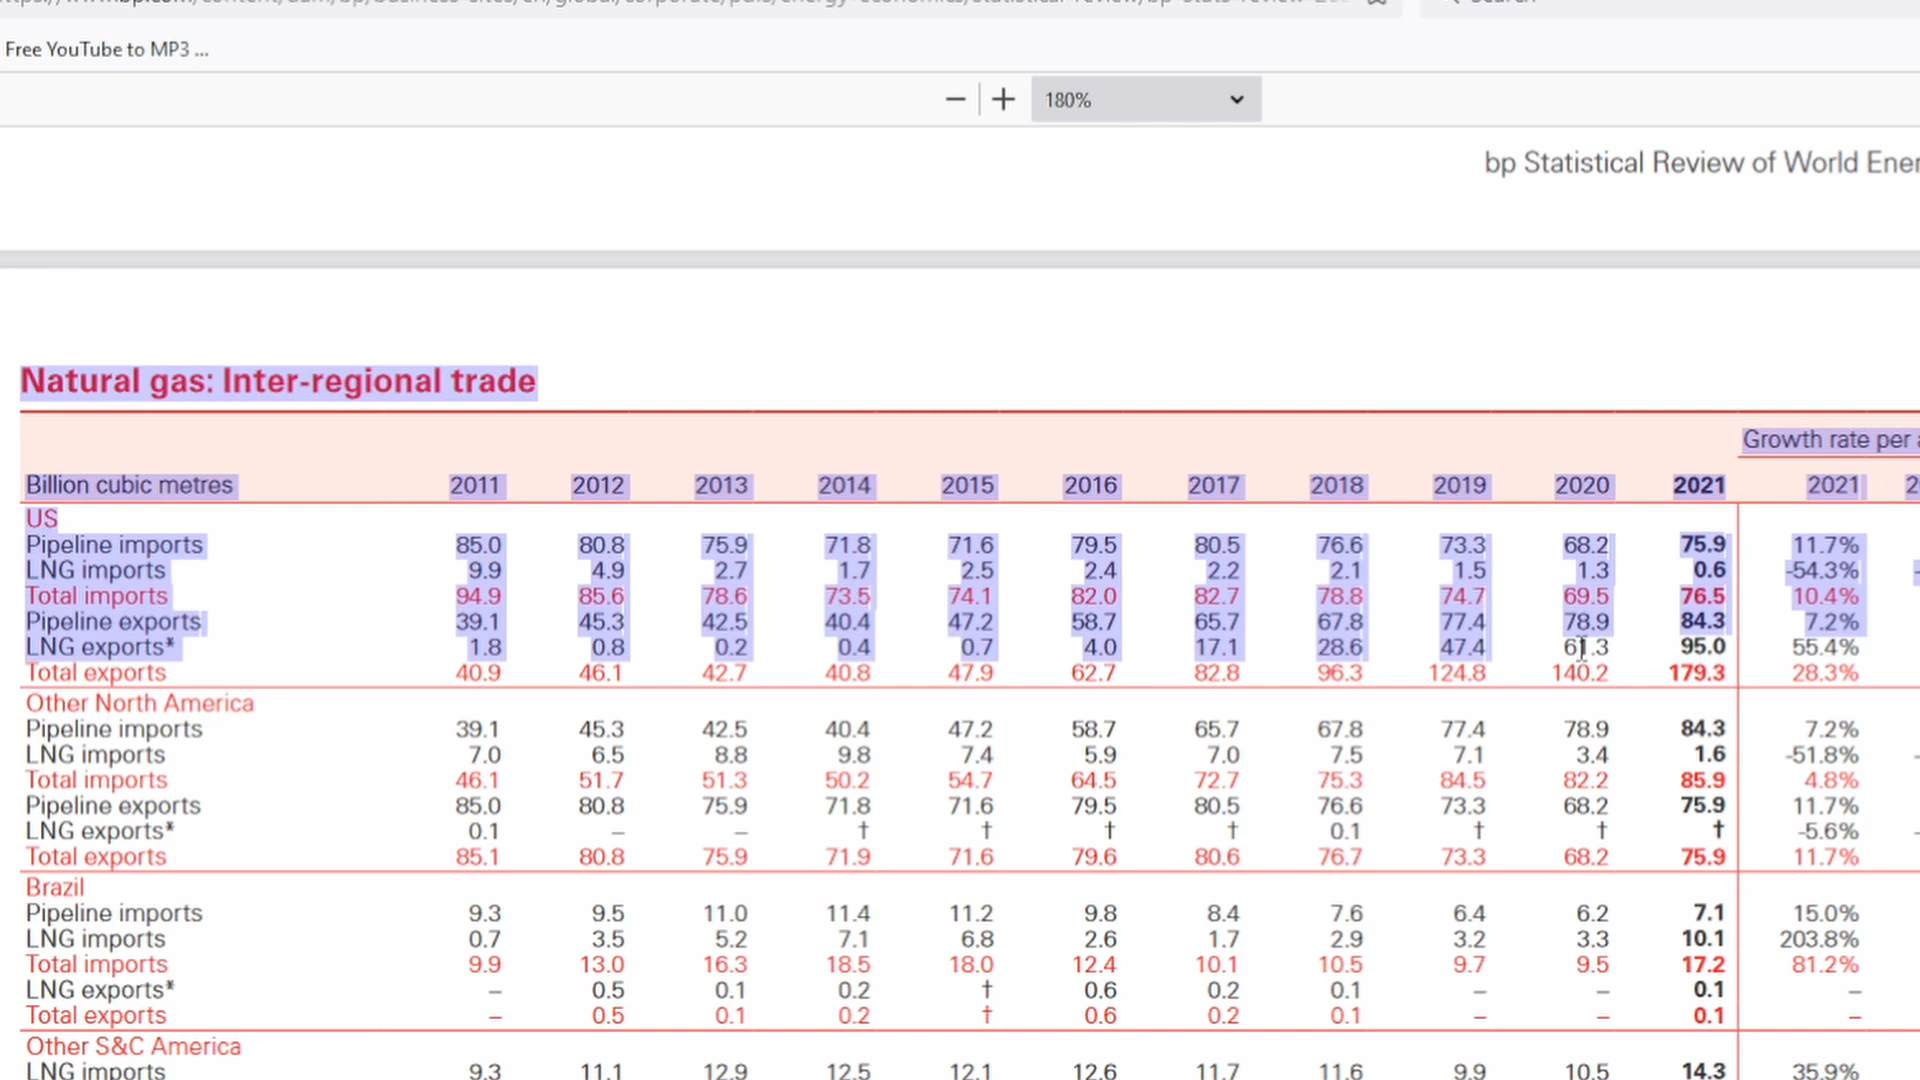 Free YouTube to MP3 ...
180%
bp Statistical Review of World
Natural gas: Inter-regional trade
Growth rate per
Billion cubic metres 2011 2012 2013 2014 2015 2016 2017 2018 2019 2020 2021 2021
US
Pipeline imports 85.0 80.8 75.9 71.8 71.6 79.5 80.5 76.6 73.3 68.2 75.9 11.7%
LNG imports 9.9 4.9 2.7 1.7 2.5 2.4 2.2 2.1 1.5 1.3 0.6 -54.3%
Total imports 94.9 85.6 78.6 73.5 74.1 82.0 82.7 78.8 74.7 69.5 76.5 10.4%
Pipeline exports 39.1 45.3 42.5 40.4 47.2 58.7 65.7 67.8 77.4 78.9 84.3 7.2%
LNG exports* 1.8 0.8 0.2 0.4 0.7 4.0 17.1 28.6 47.4 61.3 95.0 55.4%
Total exports 40.9 46.1 42.7 40.8 47.9 62.7 82.8 96.3 124.8 140.2 179.3 28.3%
Other North America
Pipeline imports 39.1 45.3 42.5 40.4 47.2 58.7 65.7 67.8 77.4 78.9 84.3 7.2%
LNG imports 7.0 6.5 8.8 9.8 7.4 5.9 7.0 7.5 7.1 3.4 1.6 -51.8%
Total imports 46.1 51.7 51.3 50.2 54.7 64.5 72.7 75.3 84.5 82.2 85.9 4.8%
Pipeline exports 85.0 80.8 75.9 71.8 71.6 79.5 80.5 76.6 73.3 68.2 75.9 11.7%
LNG exports* 0.1 – – † † † † 0.1 † † † -5.6%
Total exports 85.1 80.8 75.9 71.9 71.6 79.6 80.6 76.7 73.3 68.2 75.9 11.7%
Brazil
Pipeline imports 9.3 9.5 11.0 11.4 11.2 9.8 8.4 7.6 6.4 6.2 7.1 15.0%
LNG imports 0.7 3.5 5.2 7.1 6.8 2.6 1.7 2.9 3.2 3.3 10.1 203.8%
Total imports 9.9 13.0 16.3 18.5 18.0 12.4 10.1 10.5 9.7 9.5 17.2 81.2%
LNG exports* – 0.5 0.1 0.2 † 0.6 0.2 0.1 – – 0.1 –
Total exports – 0.5 0.1 0.2 † 0.6 0.2 0.1 – – 0.1 –
Other S&C America
LNG imports 9.3 11.1 12.9 12.5 12.1 12.6 11.7 11.6 9.9 10.5 14.3 35.9%